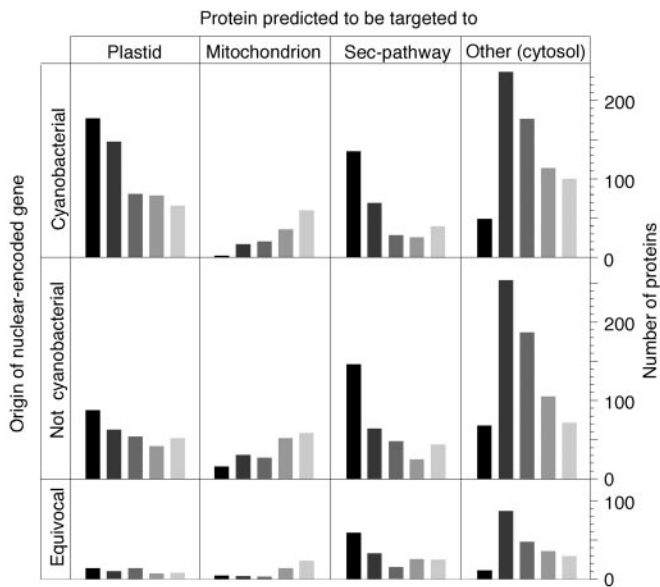 Protein predicted to be targeted to
Plastid Mitochondrion Sec-pathway Other (cytosol)
Origin of nuclear-encoded gene
Cyanobacterial
Not cyanobacterial
Equivocal
200
100
0
200
100
0
100
0
Number of proteins